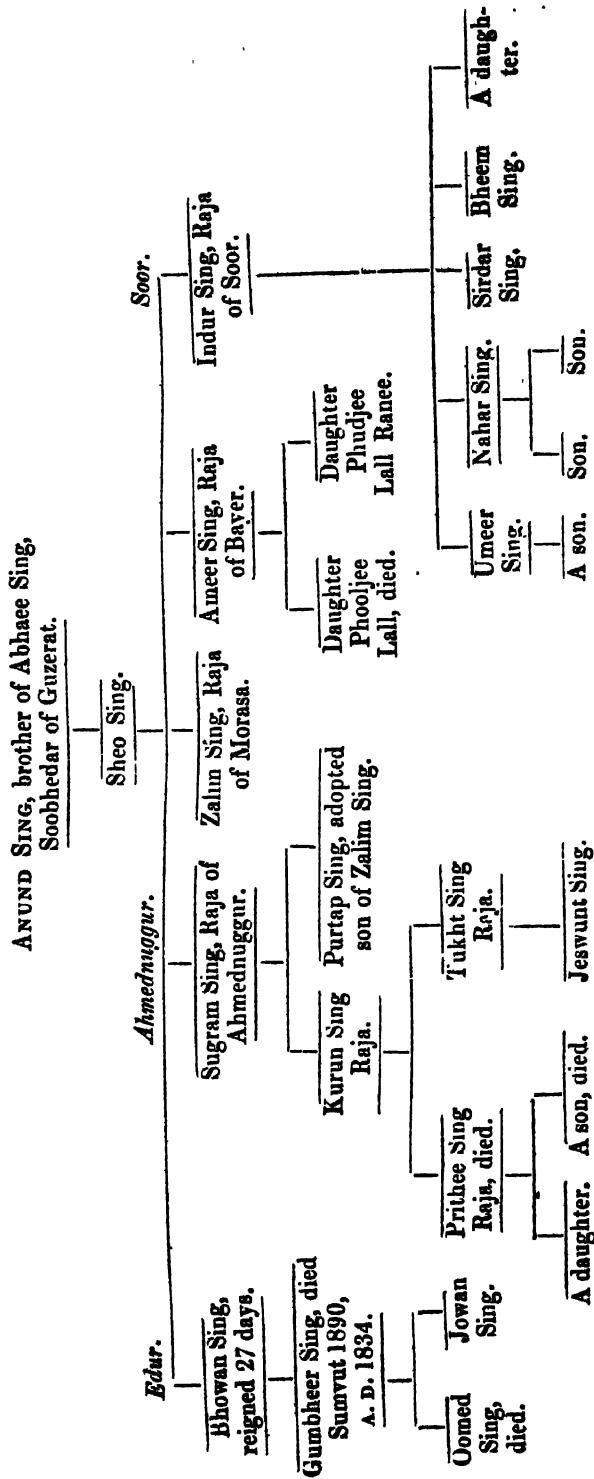 ANUND SING, brother of Abhaee Sing,
Soobhedar of Guzerat.
Sheo Sing.
Edur.
Ahmednuggur.
Soor.
Bhowan Sing,
reigned 27 days.
Sugram Sing, Raja of
Ahmednuggur.
Zalim Sing, Raja
of Morasa.
Ameer Sing, Raja
of Baver.
Indur Sing, Raja
of Soor.
Gumbheer Sing, died
Sumvut 1890,
A. D. 1834.
Kurun Sing
Raja.
Purtap Sing, adopted
son of Zalim Sing.
Daughter
Phooljee
Lall, died.
Daughter
Phudjee
Lall Ranee.
Oomed
Sing,
died.
Jowan
Sing.
Prithee Sing
Raja, died.
Tukht Sing
Raja.
Umeer
Sing.
Nahar Sing.
Sirdar
Sing.
Bheem
Sing.
A daugh-
ter.
A daughter.
A son, died.
Jeswunt Sing.
A son.
Son.
Son.